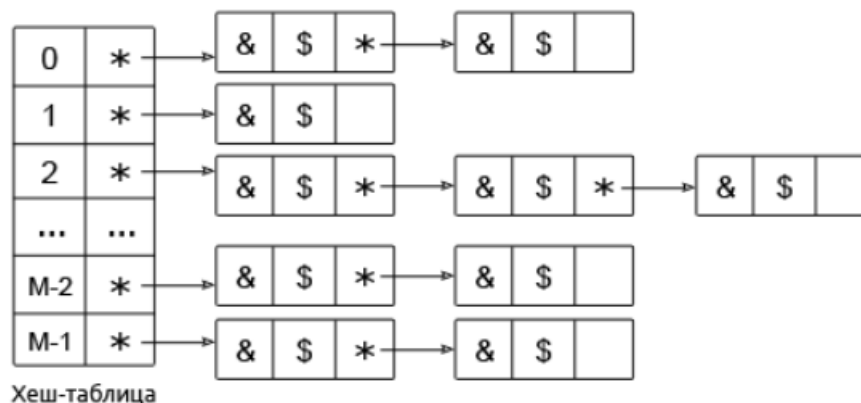 0 * & $ * & $
1 * & $
2 * & $ * & $ * & $
... ...
M-2 * & $ * & $
M-1 * & $ * & $
Хеш-таблица